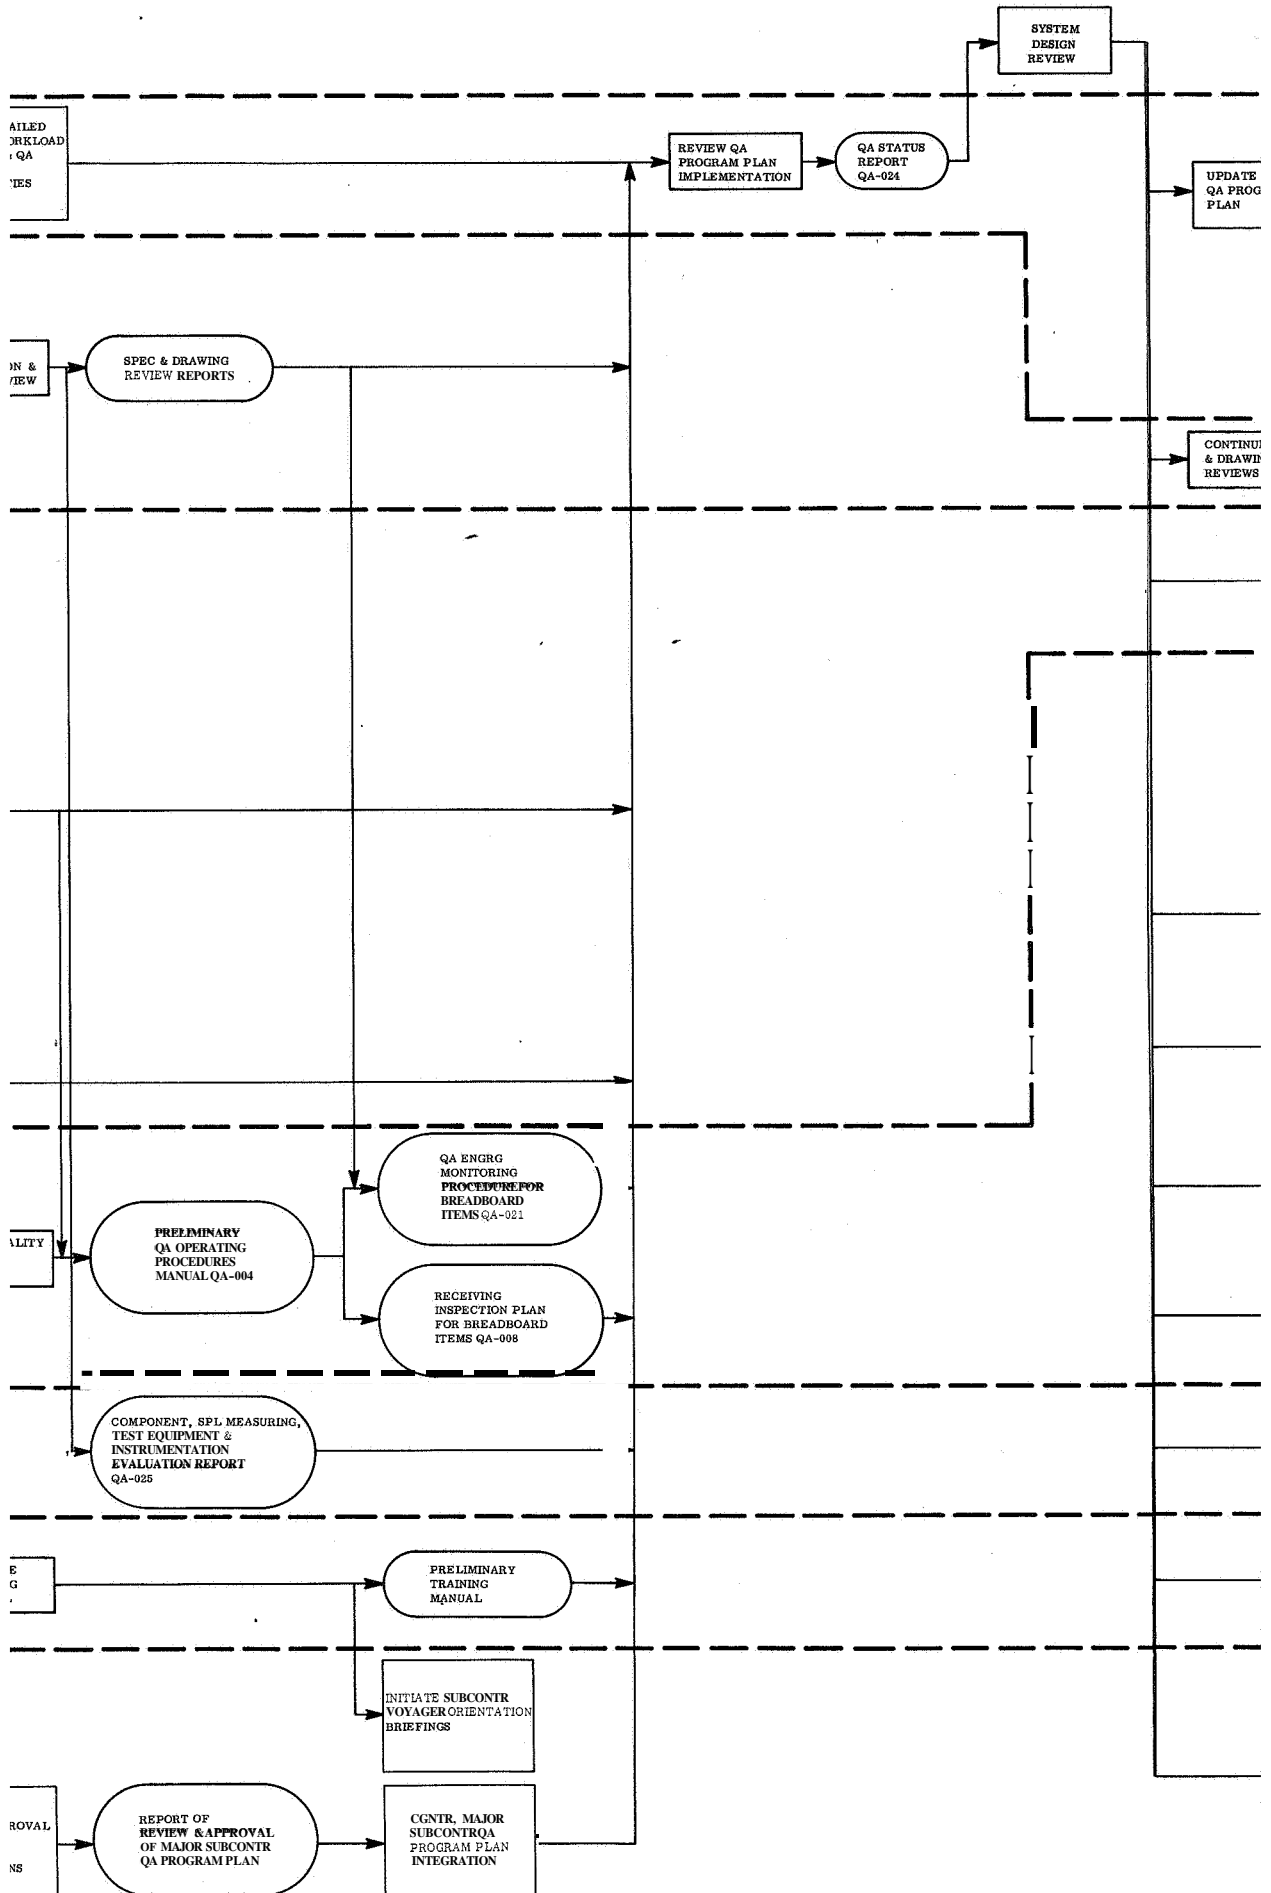 SYSTEM
DESIGN
REVIEW
AILED
ORKLOAD
QA
TIES
REVIEW QA
PROGRAM PLAN
IMPLEMENTATION
QA STATUS
REPORT
QA-024
UPDATE
QA PROG
PLAN
ON &
VIEW
SPEC & DRAWING
REVIEW REPORTS
CONTINU
& DRAWIN
REVIEWS
QA ENGRG
MONITORING
PROCEDURE FOR
BREADBOARD
ITEMS QA-021
ALITY
PRELIMINARY
QA OPERATING
PROCEDURES
MANUAL QA-004
RECEIVING
INSPECTION PLAN
FOR BREADBOARD
ITEMS QA-008
COMPONENT, SPL MEASURING,
TEST EQUIPMENT &
INSTRUMENTATION
EVALUATION REPORT
QA-025
E
G
PRELIMINARY
TRAINING
MANUAL
INITIATE SUBCONTR
VOYAGER ORIENTATION
BRIEFINGS
ROVAL
NS
REPORT OF
REVIEW & APPROVAL
OF MAJOR SUBCONTR
QA PROGRAM PLAN
CGNTR, MAJOR
SUBCONTRQA
PROGRAM PLAN
INTEGRATION